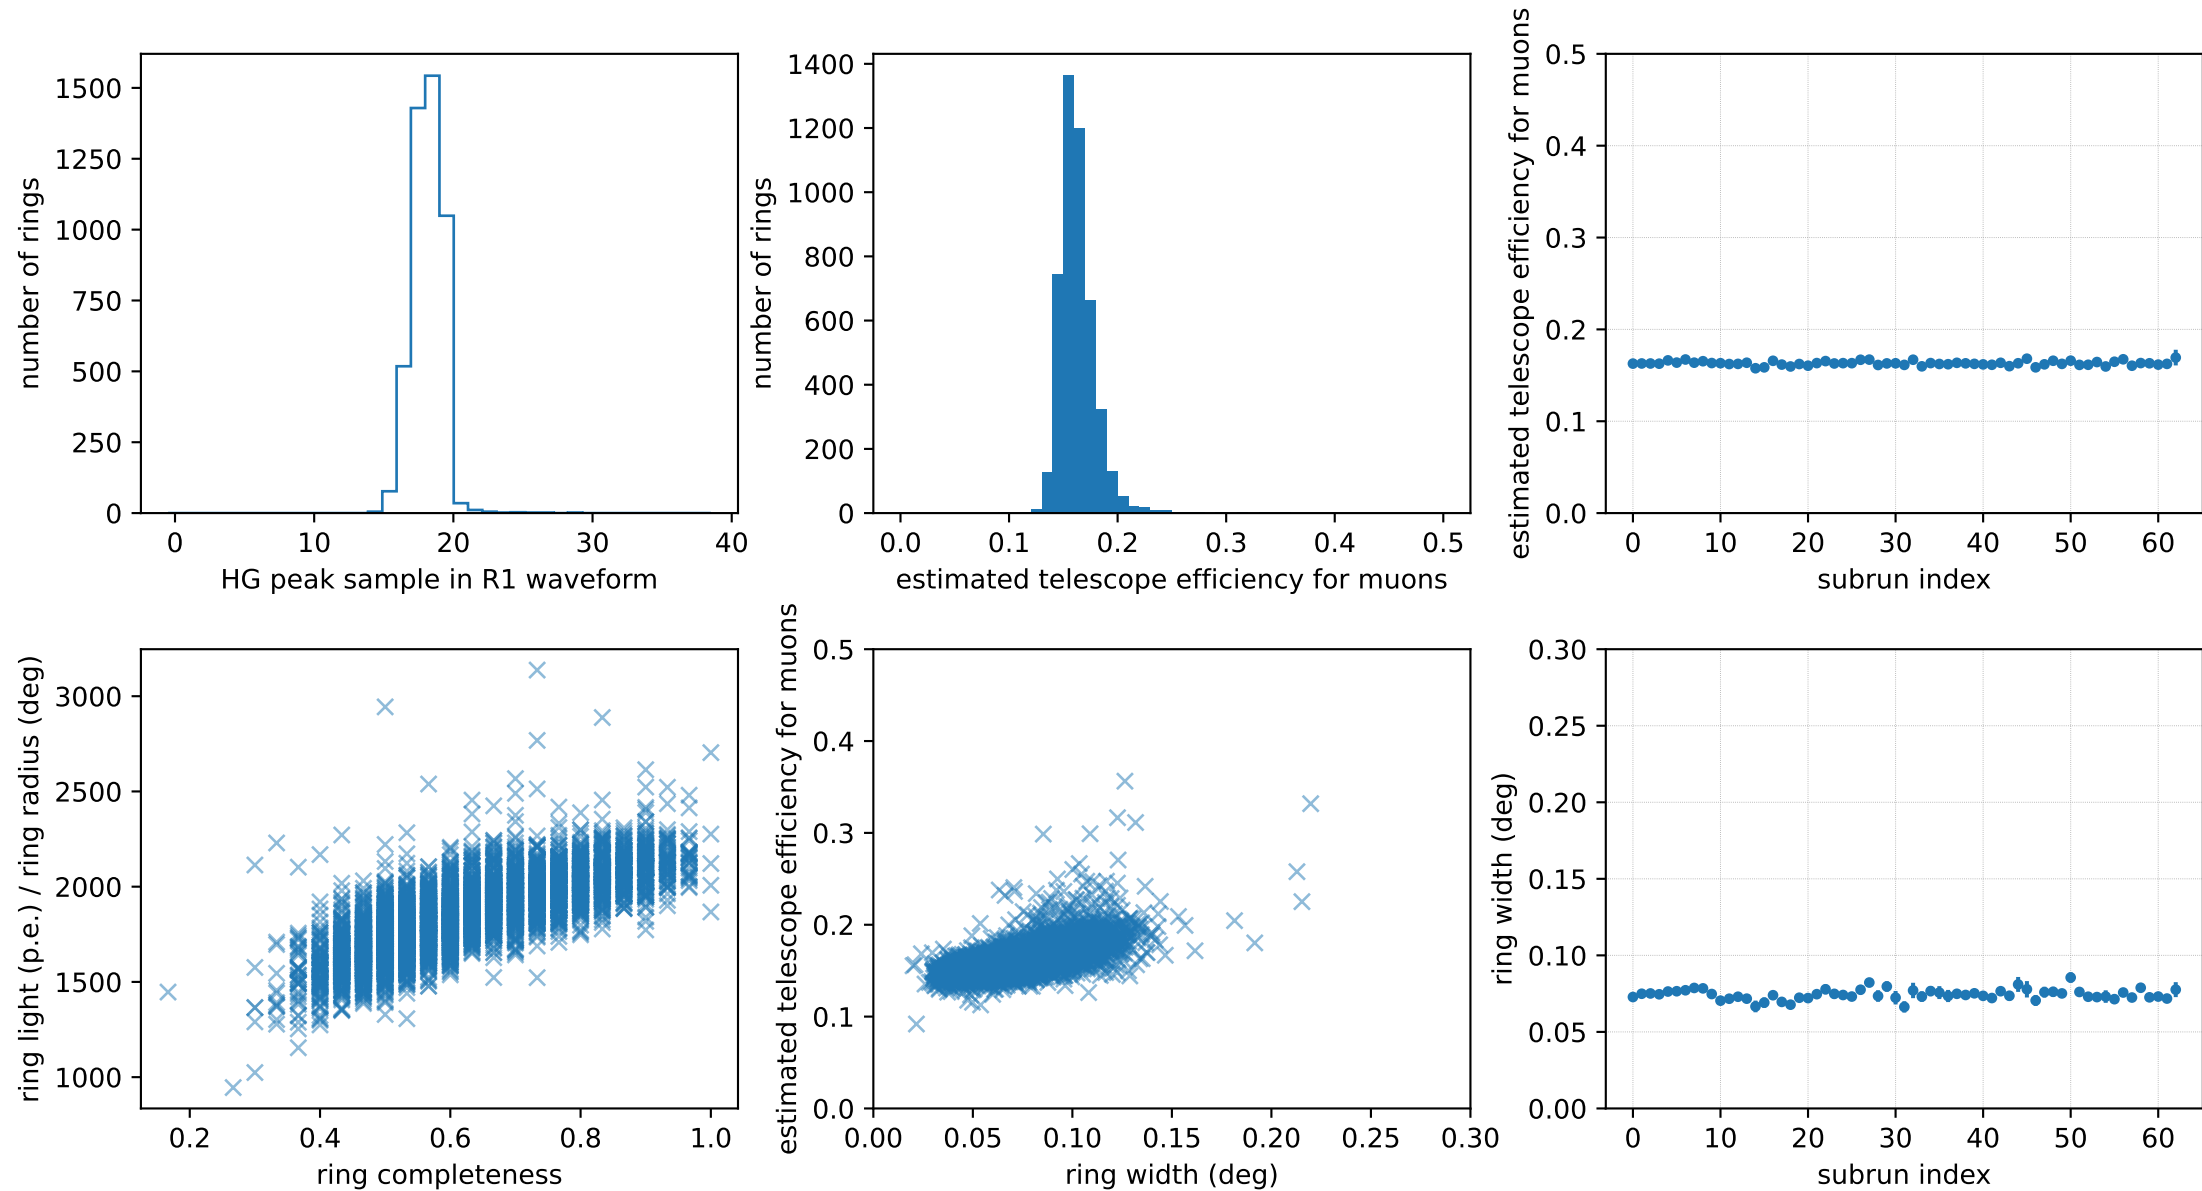 1500
1250
1000
750
500
250
0
number of rings
0 10 20 30 40
HG peak sample in R1 waveform
1400
1200
1000
800
600
400
200
0
number of rings
0.0 0.1 0.2 0.3 0.4 0.5
estimated telescope efficiency for muons
0.5
0.4
0.3
0.2
0.1
0.0
estimated telescope efficiency for muons
0 10 20 30 40 50 60
subrun index
3000
2500
2000
1500
1000
ring light (p.e.) / ring radius (deg)
0.2 0.4 0.6 0.8 1.0
ring completeness
0.5
0.4
0.3
0.2
0.1
0.0
estimated telescope efficiency for muons
0.00 0.05 0.10 0.15 0.20 0.25 0.30
ring width (deg)
0.30
0.25
0.20
0.15
0.10
0.05
0.00
ring width (deg)
0 10 20 30 40 50 60
subrun index